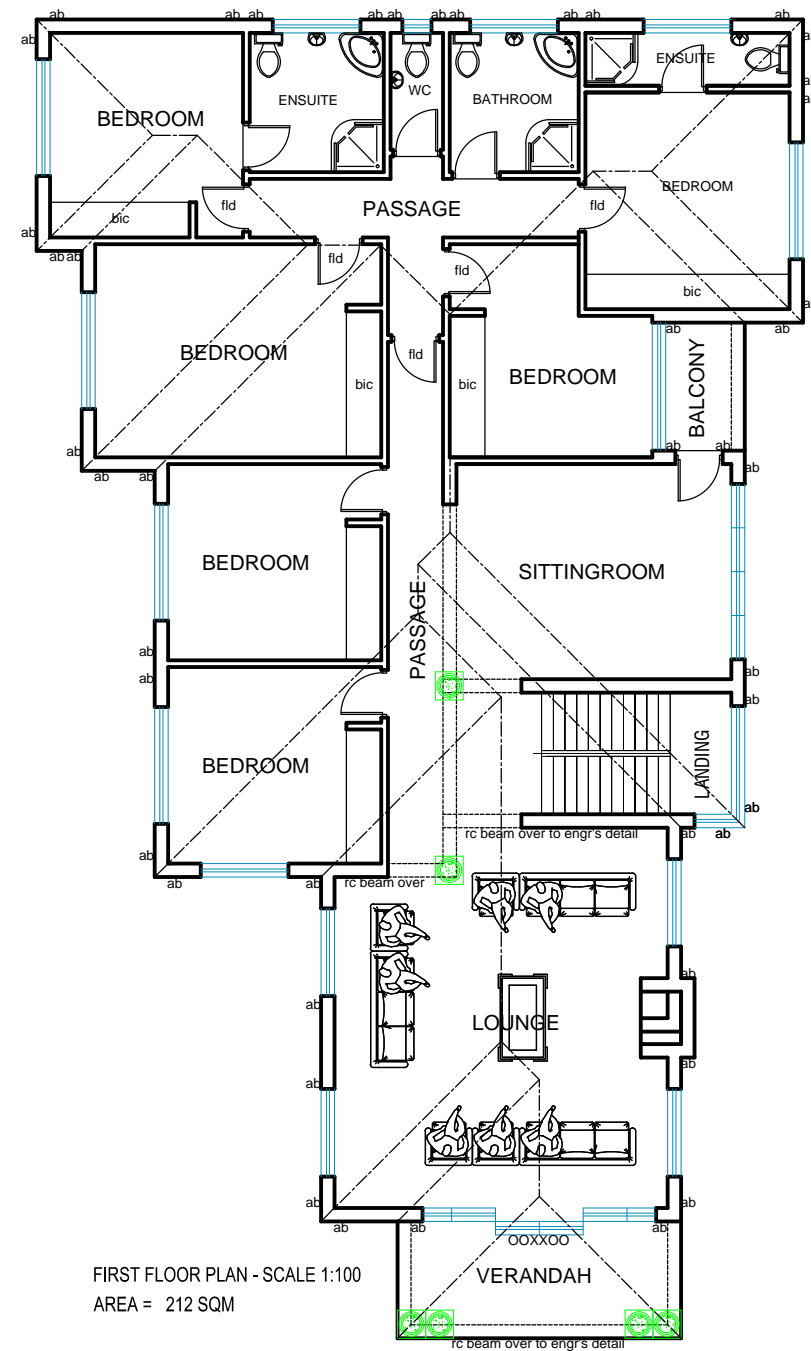 ab ab ab ab ab ab ab ab
ab ab
BEDROOM
ENSUITE
WC
BATHROOM
ENSUITE
ab
ab
BEDROOM
fld
PASSAGE
fld
bic
ab
ab ab
fld
fld
bic
ab
ab
ab
ab
BEDROOM
fld
bic
bic
BEDROOM
BALCONY
ab
ab
ab
ab
ab
ab
ab
BEDROOM
PASSAGE
SITTINGROOM
ab
ab
ab
ab
BEDROOM
LANDING
ab
ab
ab
rc beam over to engr's detail
ab
ab
ab
rc beam over
ab
ab
LOUNGE
ab
ab
ab
ab
ab
ab
ab
OOXXOO
VERANDAH
rc beam over to engr's detail
FIRST FLOOR PLAN - SCALE 1:100
AREA = 212 SQM